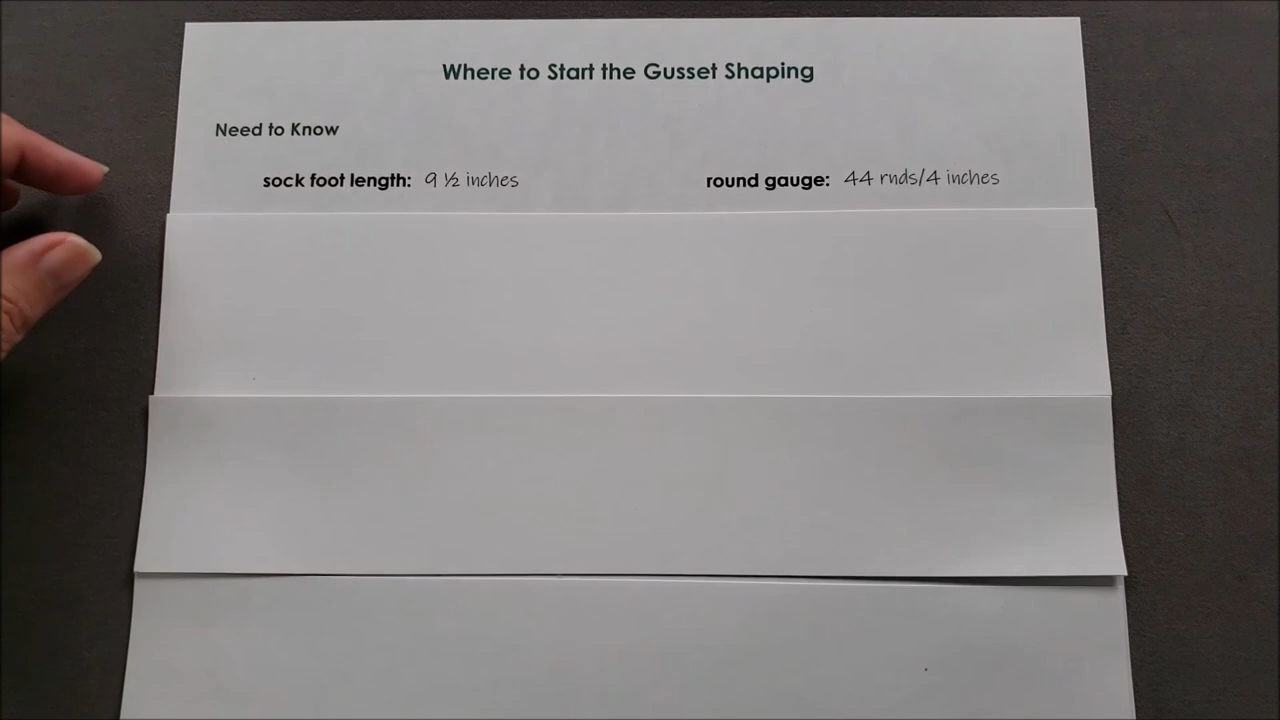 Where to Start the Gusset Shaping
Need to Know
sock foot length: 9 ½ inches round gauge: 44 rnds/4 inches